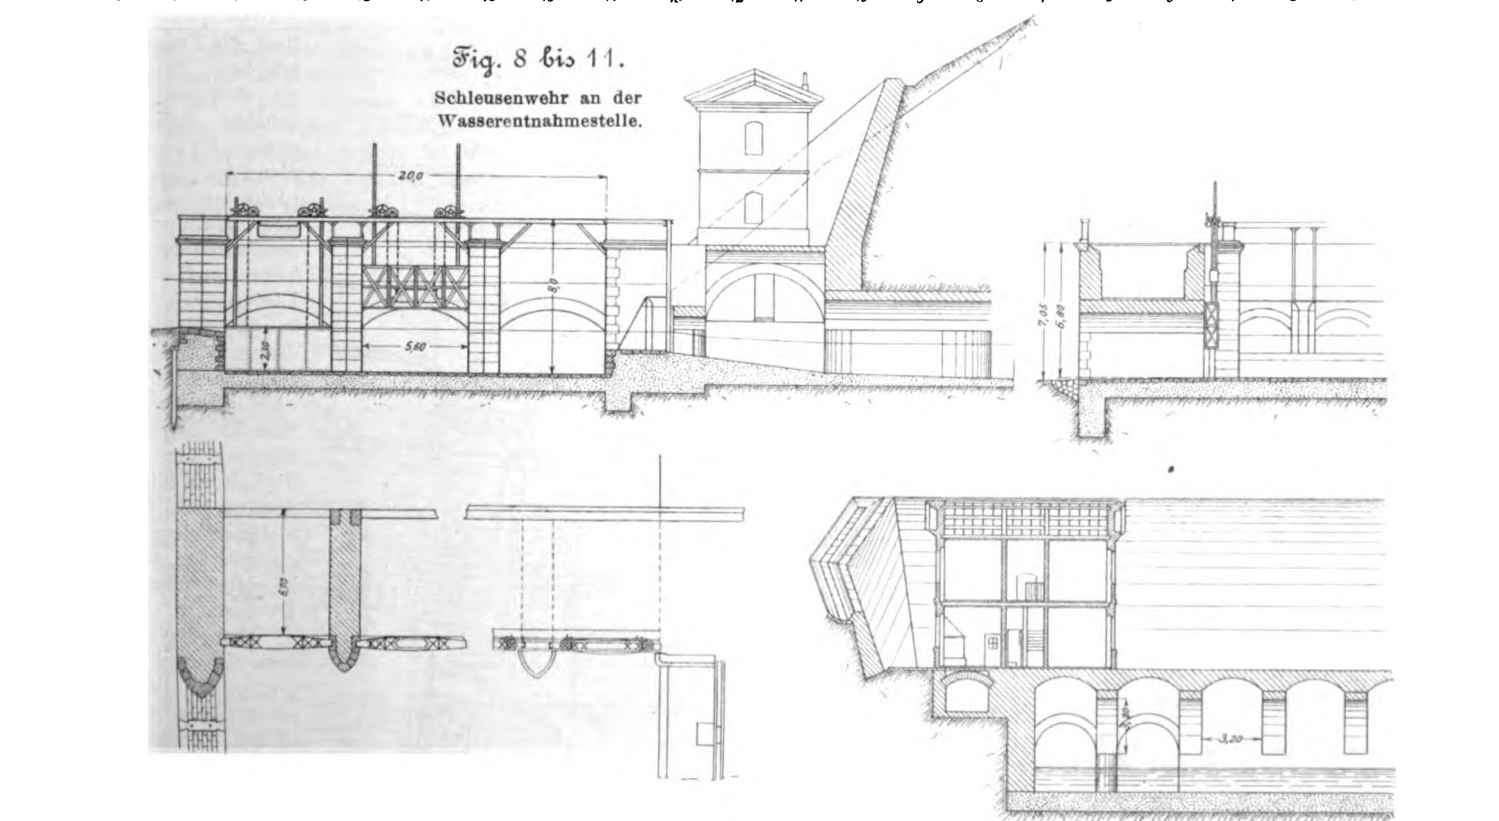 Fig. 8 bis 11.
Schleusenwehr an der
Wasserentnahmestelle.
20,0
8,0
2,30
5,60
7,05
6,80
6,70
3,20